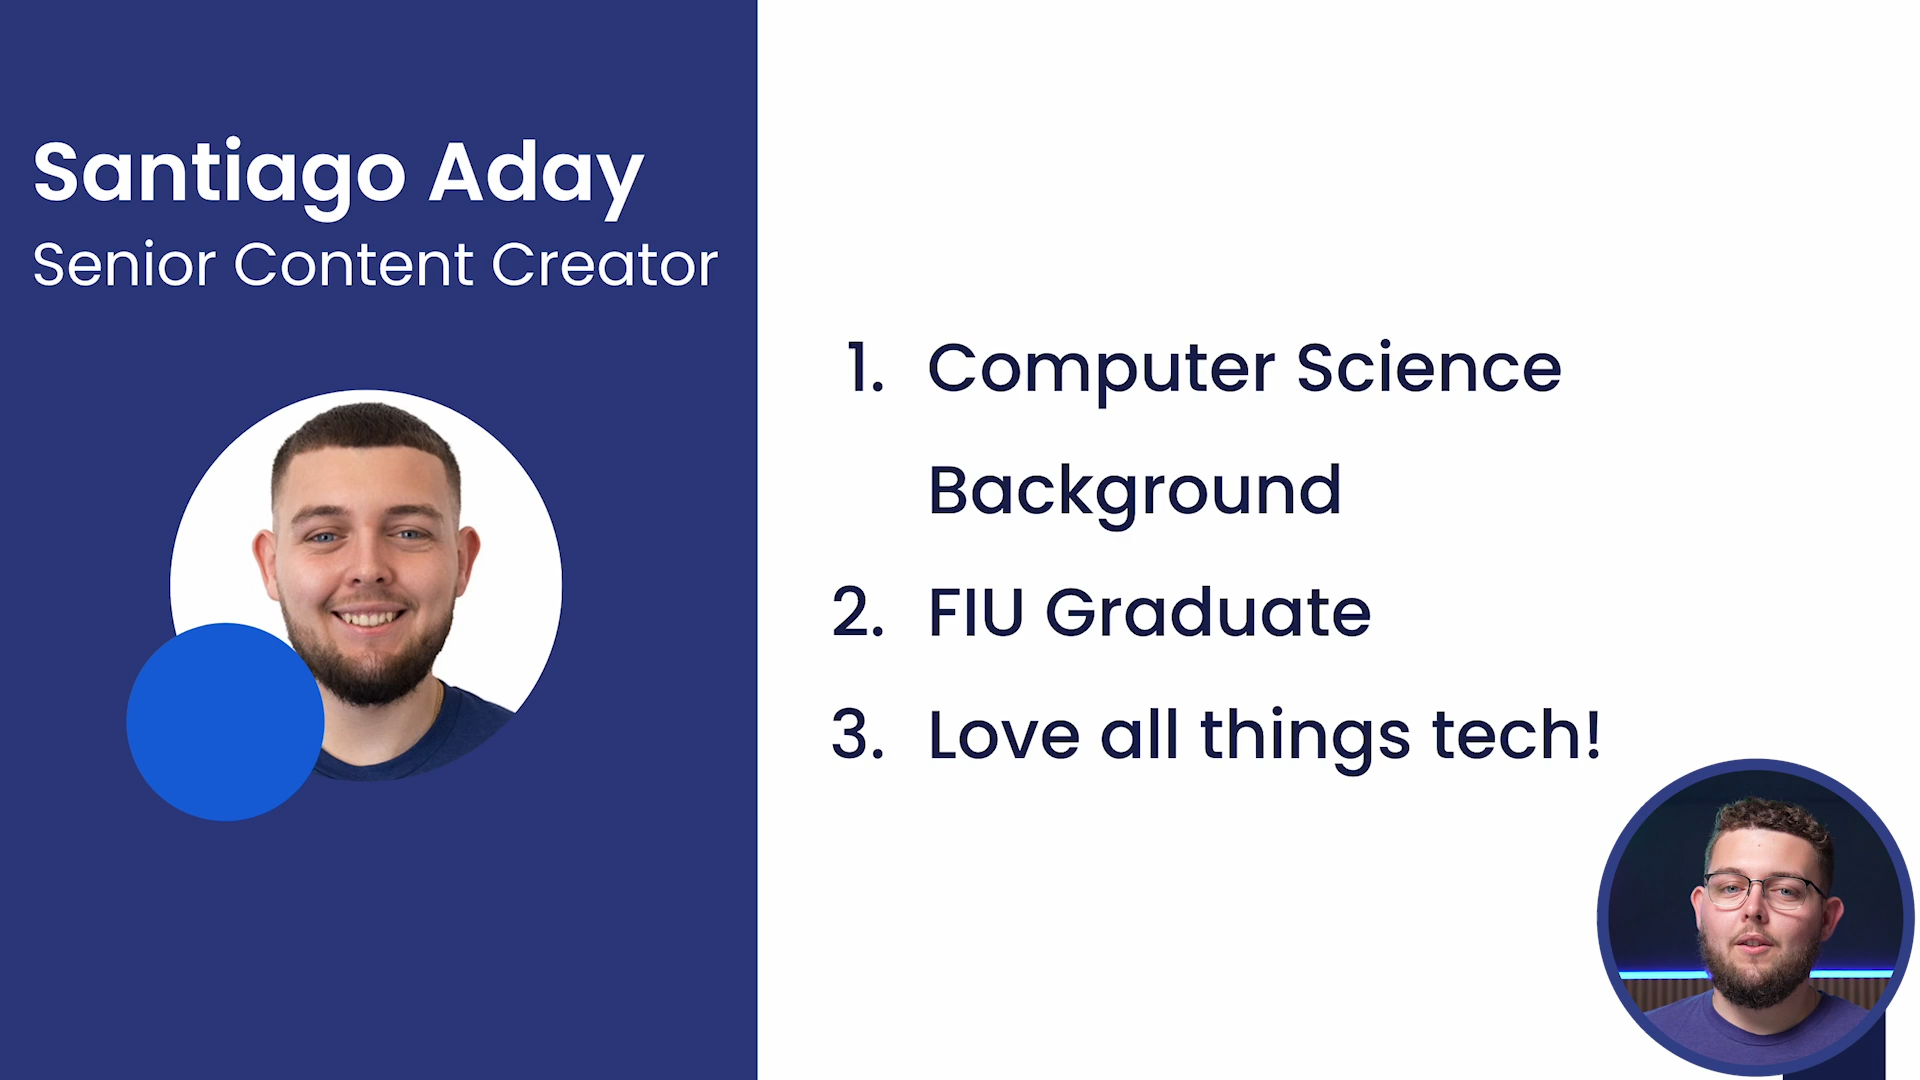 Santiago Aday
Senior Content Creator
1. Computer Science
Background
2. FIU Graduate
3. Love all things tech!